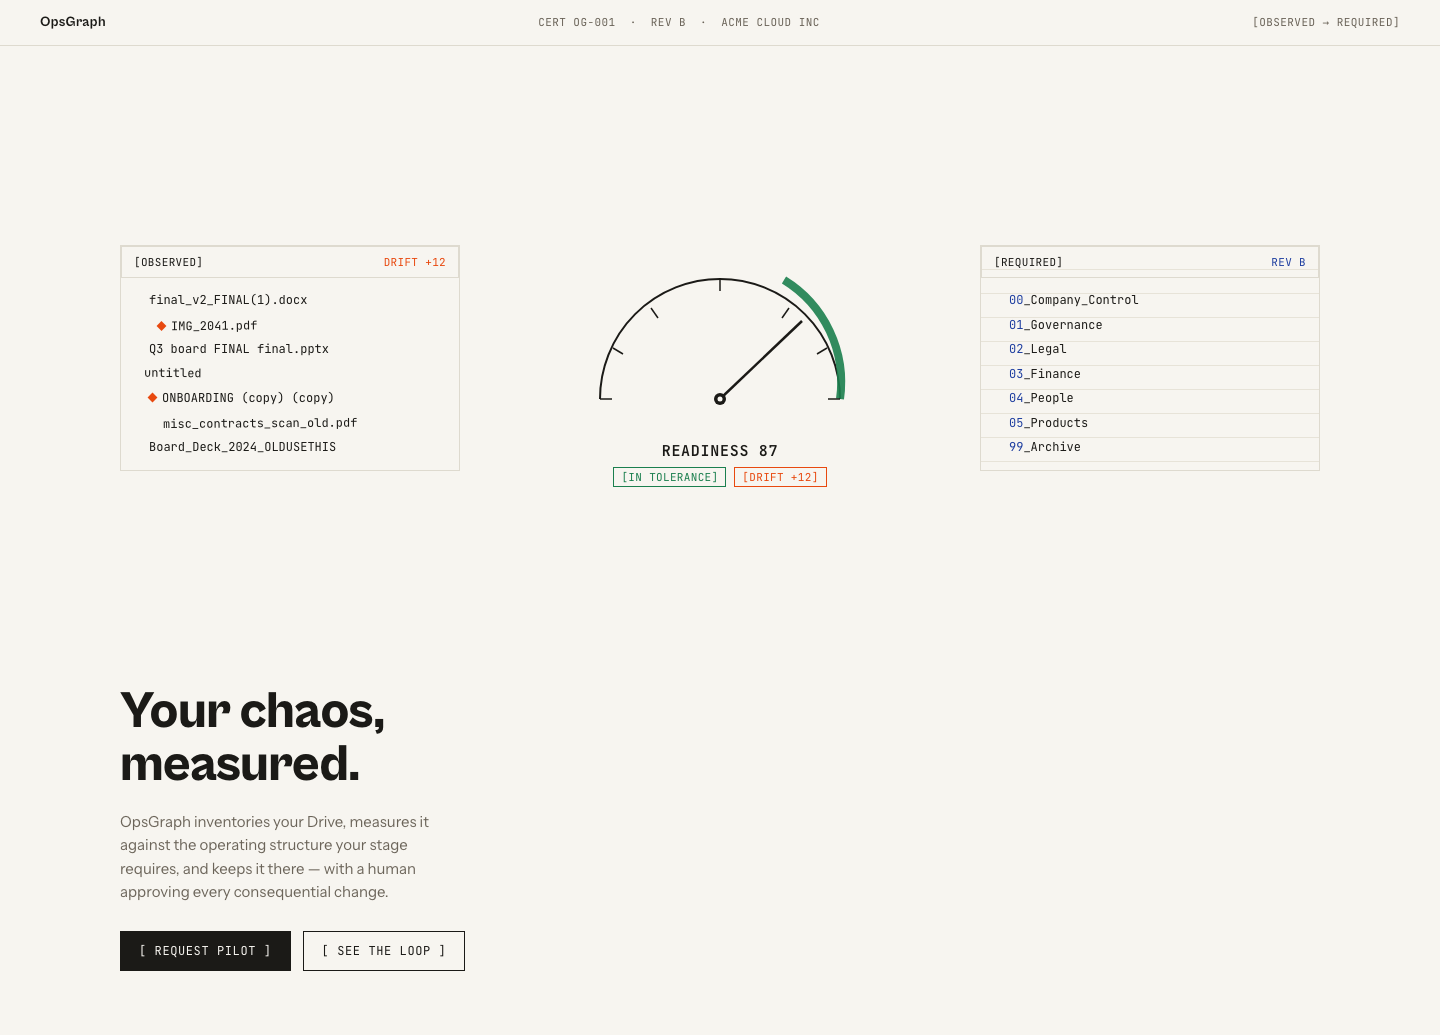 OpsGraph
CERT OG-001 · REV B · ACME CLOUD INC
[OBSERVED → REQUIRED]
[OBSERVED]
DRIFT +12
final_v2_FINAL(1).docx
IMG_2041.pdf
Q3 board FINAL final.pptx
untitled
ONBOARDING (copy) (copy)
misc_contracts_scan_old.pdf
Board_Deck_2024_OLDUSETHIS
READINESS 87
[IN TOLERANCE]
[DRIFT +12]
[REQUIRED]
REV B
00_Company_Control
01_Governance
02_Legal
03_Finance
04_People
05_Products
99_Archive
Your chaos,
measured.
OpsGraph inventories your Drive, measures it
against the operating structure your stage
requires, and keeps it there — with a human
approving every consequential change.
[ REQUEST PILOT ]
[ SEE THE LOOP ]